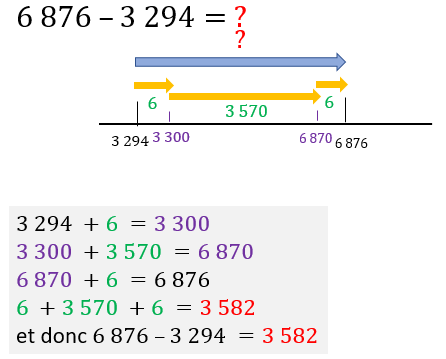 6 876 – 3 294 = ?
?
6 3 570 6
3 294 3 300 6 870 6 876
3 294 + 6 = 3 300
3 300 + 3 570 = 6 870
6 870 + 6 = 6 876
6 + 3 570 + 6 = 3 582
et donc 6 876 – 3 294 = 3 582